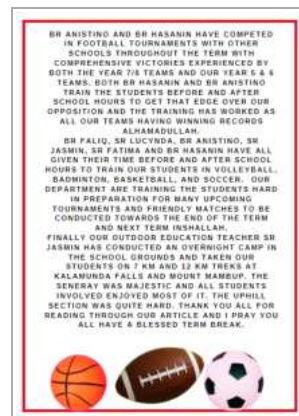 BR ANISTINO AND BR HASANIN HAVE COMPETED
IN FOOTBALL TOURNAMENTS WITH OTHER
SCHOOLS THROUGHOUT THE TERM WITH
COMPREHENSIVE VICTORIES EXPERIENCED BY
BOTH THE YEAR 7/8 TEAMS AND OUR YEAR 5 & 6
TEAMS. BOTH BR HASANIN AND BR ANISTINO
TRAIN THE STUDENTS BEFORE AND AFTER
SCHOOL HOURS TO GET THAT EDGE OVER OUR
OPPOSITION AND THE TRAINING HAS WORKED AS
ALL OUR TEAMS HAVING WINNING RECORDS
ALHAMADULLAH.
BR FALIQ, SR LUCYNDA, BR ANISTINO, SR
JASMIN, SR FATIMA AND BR HASANIN HAVE ALL
GIVEN THEIR TIME BEFORE AND AFTER SCHOOL
HOURS TO TRAIN OUR STUDENTS IN VOLLEYBALL,
BADMINTON, BASKETBALL AND SOCCER. OUR
DEPARTMENT ARE TRAINING THE STUDENTS HARD
IN PREPARATION FOR MANY UPCOMING
TOURNAMENTS AND FRIENDLY MATCHES TO BE
CONDUCTED TOWARDS THE END OF THE TERM
AND NEXT TERM INSHALLAH.
FINALLY OUR OUTDOOR EDUCATION TEACHER SR
JASMIN HAS CONDUCTED AN OVERNIGHT CAMP IN
THE SCHOOL GROUNDS AND TAKEN OUR
STUDENTS ON 7 KM AND 12 KM TREKS AT
KALAMUNDA FALLS AND MOUNT MAMBUP. THE
SENERAY WAS MAJESTIC AND ALL STUDENTS
INVOLVED ENJOYED MOST OF IT. THE UPHILL
SECTION WAS QUITE HARD. THANK YOU ALL FOR
READING THROUGH OUR ARTICLE AND I PRAY YOU
ALL HAVE A BLESSED TERM BREAK.